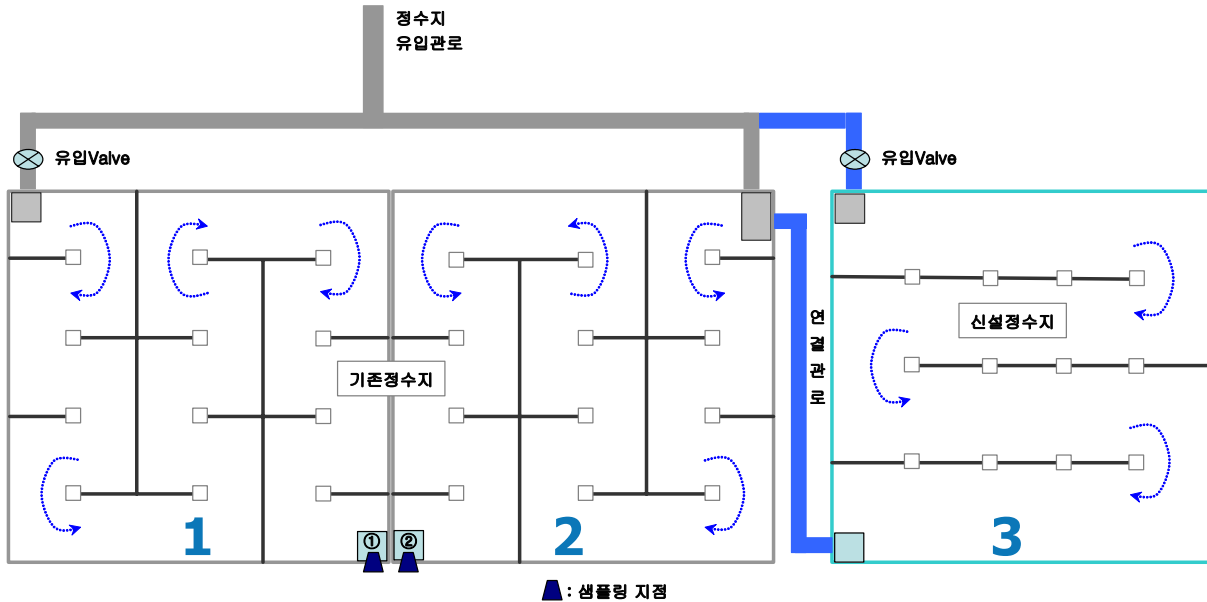 정수지
유입관로
유입Valve
유입Valve
연
결
관
로
신설정수지
기존정수지
1
2
3
①
②
: 샘플링 지점